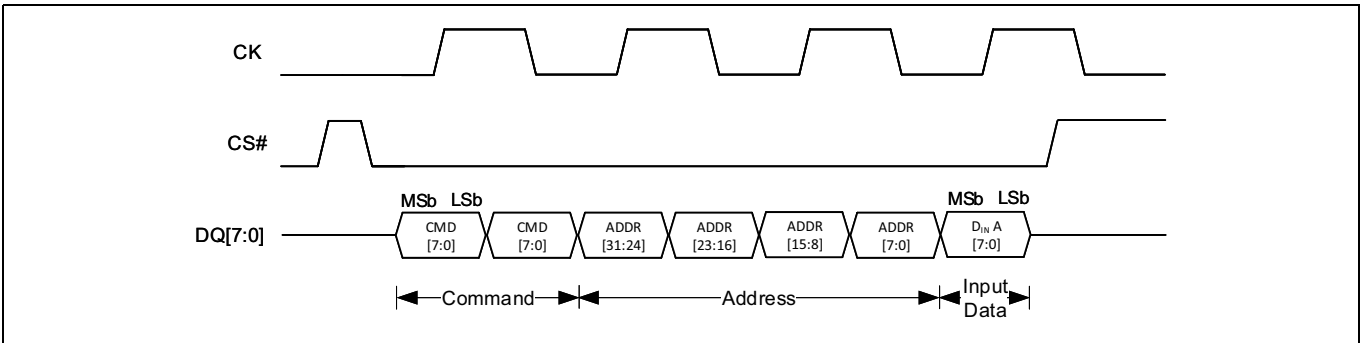 CK
CS#
MSb LSb MSb LSb
DQ[7:0] CMD CMD ADDR ADDR ADDR ADDR DIN A
[7:0] [7:0] [31:24] [23:16] [15:8] [7:0] [7:0]
Command Address Input
Data